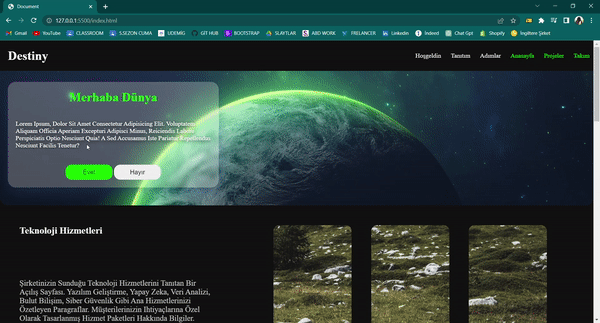 Document
127.0.0.1:5500/index.html
Gmail YouTube CLASSROOM 5.SEZON CUMA UDEMİG GİT HUB BOOTSTRAP SLAYTLAR ARD WORK FRELANCER Linkedin Indeed Chat Gpt Shopify İngiltere Şirket
Destiny
Hoşgeldin Tanıtım Adımlar Anasayfa Projeler Takım
Merhaba Dünya
Lorem Ipsum, Dolor Sit Amet Consectetur Adipisicing Elit. Voluptatem
Aliquam Officia Aperiam Excepturi Adipisci Minus, Reiciendis Labore
Perspiciatis Optio Nesciunt Quia! A Sed Accusamus Iste Pariatur Repellendus
Nesciunt Facilis Tenetur?
Evet Hayır
Teknoloji Hizmetleri
Şirketinizin Sunduğu Teknoloji Hizmetlerini Tanıtan Bir
Açılış Sayfası. Yazılım Geliştirme, Yapay Zeka, Veri Analizi,
Bulut Bilişim, Siber Güvenlik Gibi Ana Hizmetlerinizi
Özetleyen Paragraflar. Müşterilerinizin İhtiyaçlarına Özel
Olarak Tasarlanmış Hizmet Paketleri Hakkında Bilgiler.